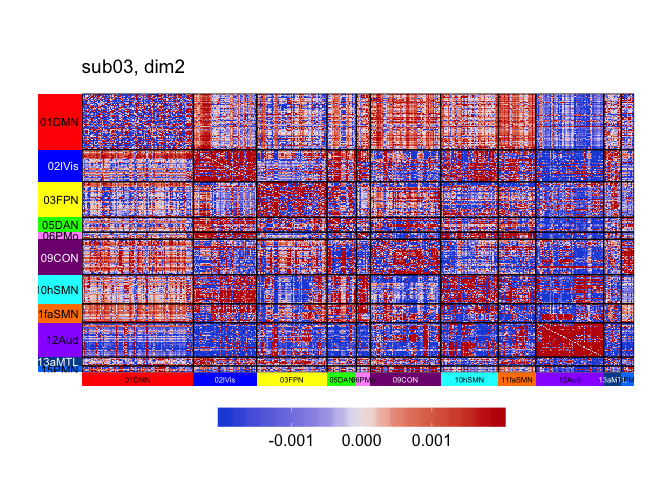 sub03, dim2
01DMN
02lVis
03FPN
05DAN
06PMo
09CON
10hSMN
11faSMN
12Aud
13aMTL
15PMN
01DMN
02lVis
03FPN
05DAN
09CON
10hSMN
11faSMN
12Aud
-0.001 0.000 0.001